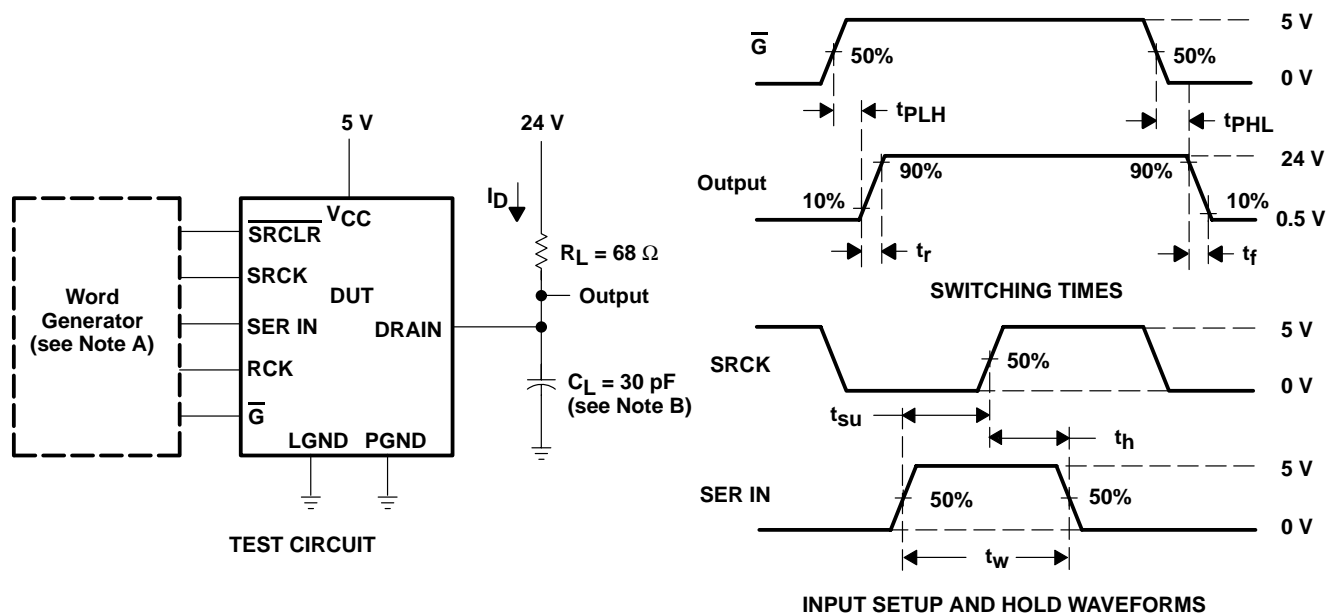 5 V
24 V
I_D
V_CC
S̅R̅C̅L̅R̅
SRCK
DUT
SER IN
DRAIN
RCK
G̅
LGND PGND
Word
Generator
(see Note A)
R_L = 68 Ω
Output
C_L = 30 pF
(see Note B)
TEST CIRCUIT
G̅
50%
50%
5 V
0 V
t_PLH
t_PHL
Output
10%
90%
90%
10%
24 V
0.5 V
t_r
t_f
SWITCHING TIMES
SRCK
50%
5 V
0 V
t_su
t_h
SER IN
50%
50%
5 V
0 V
t_w
INPUT SETUP AND HOLD WAVEFORMS